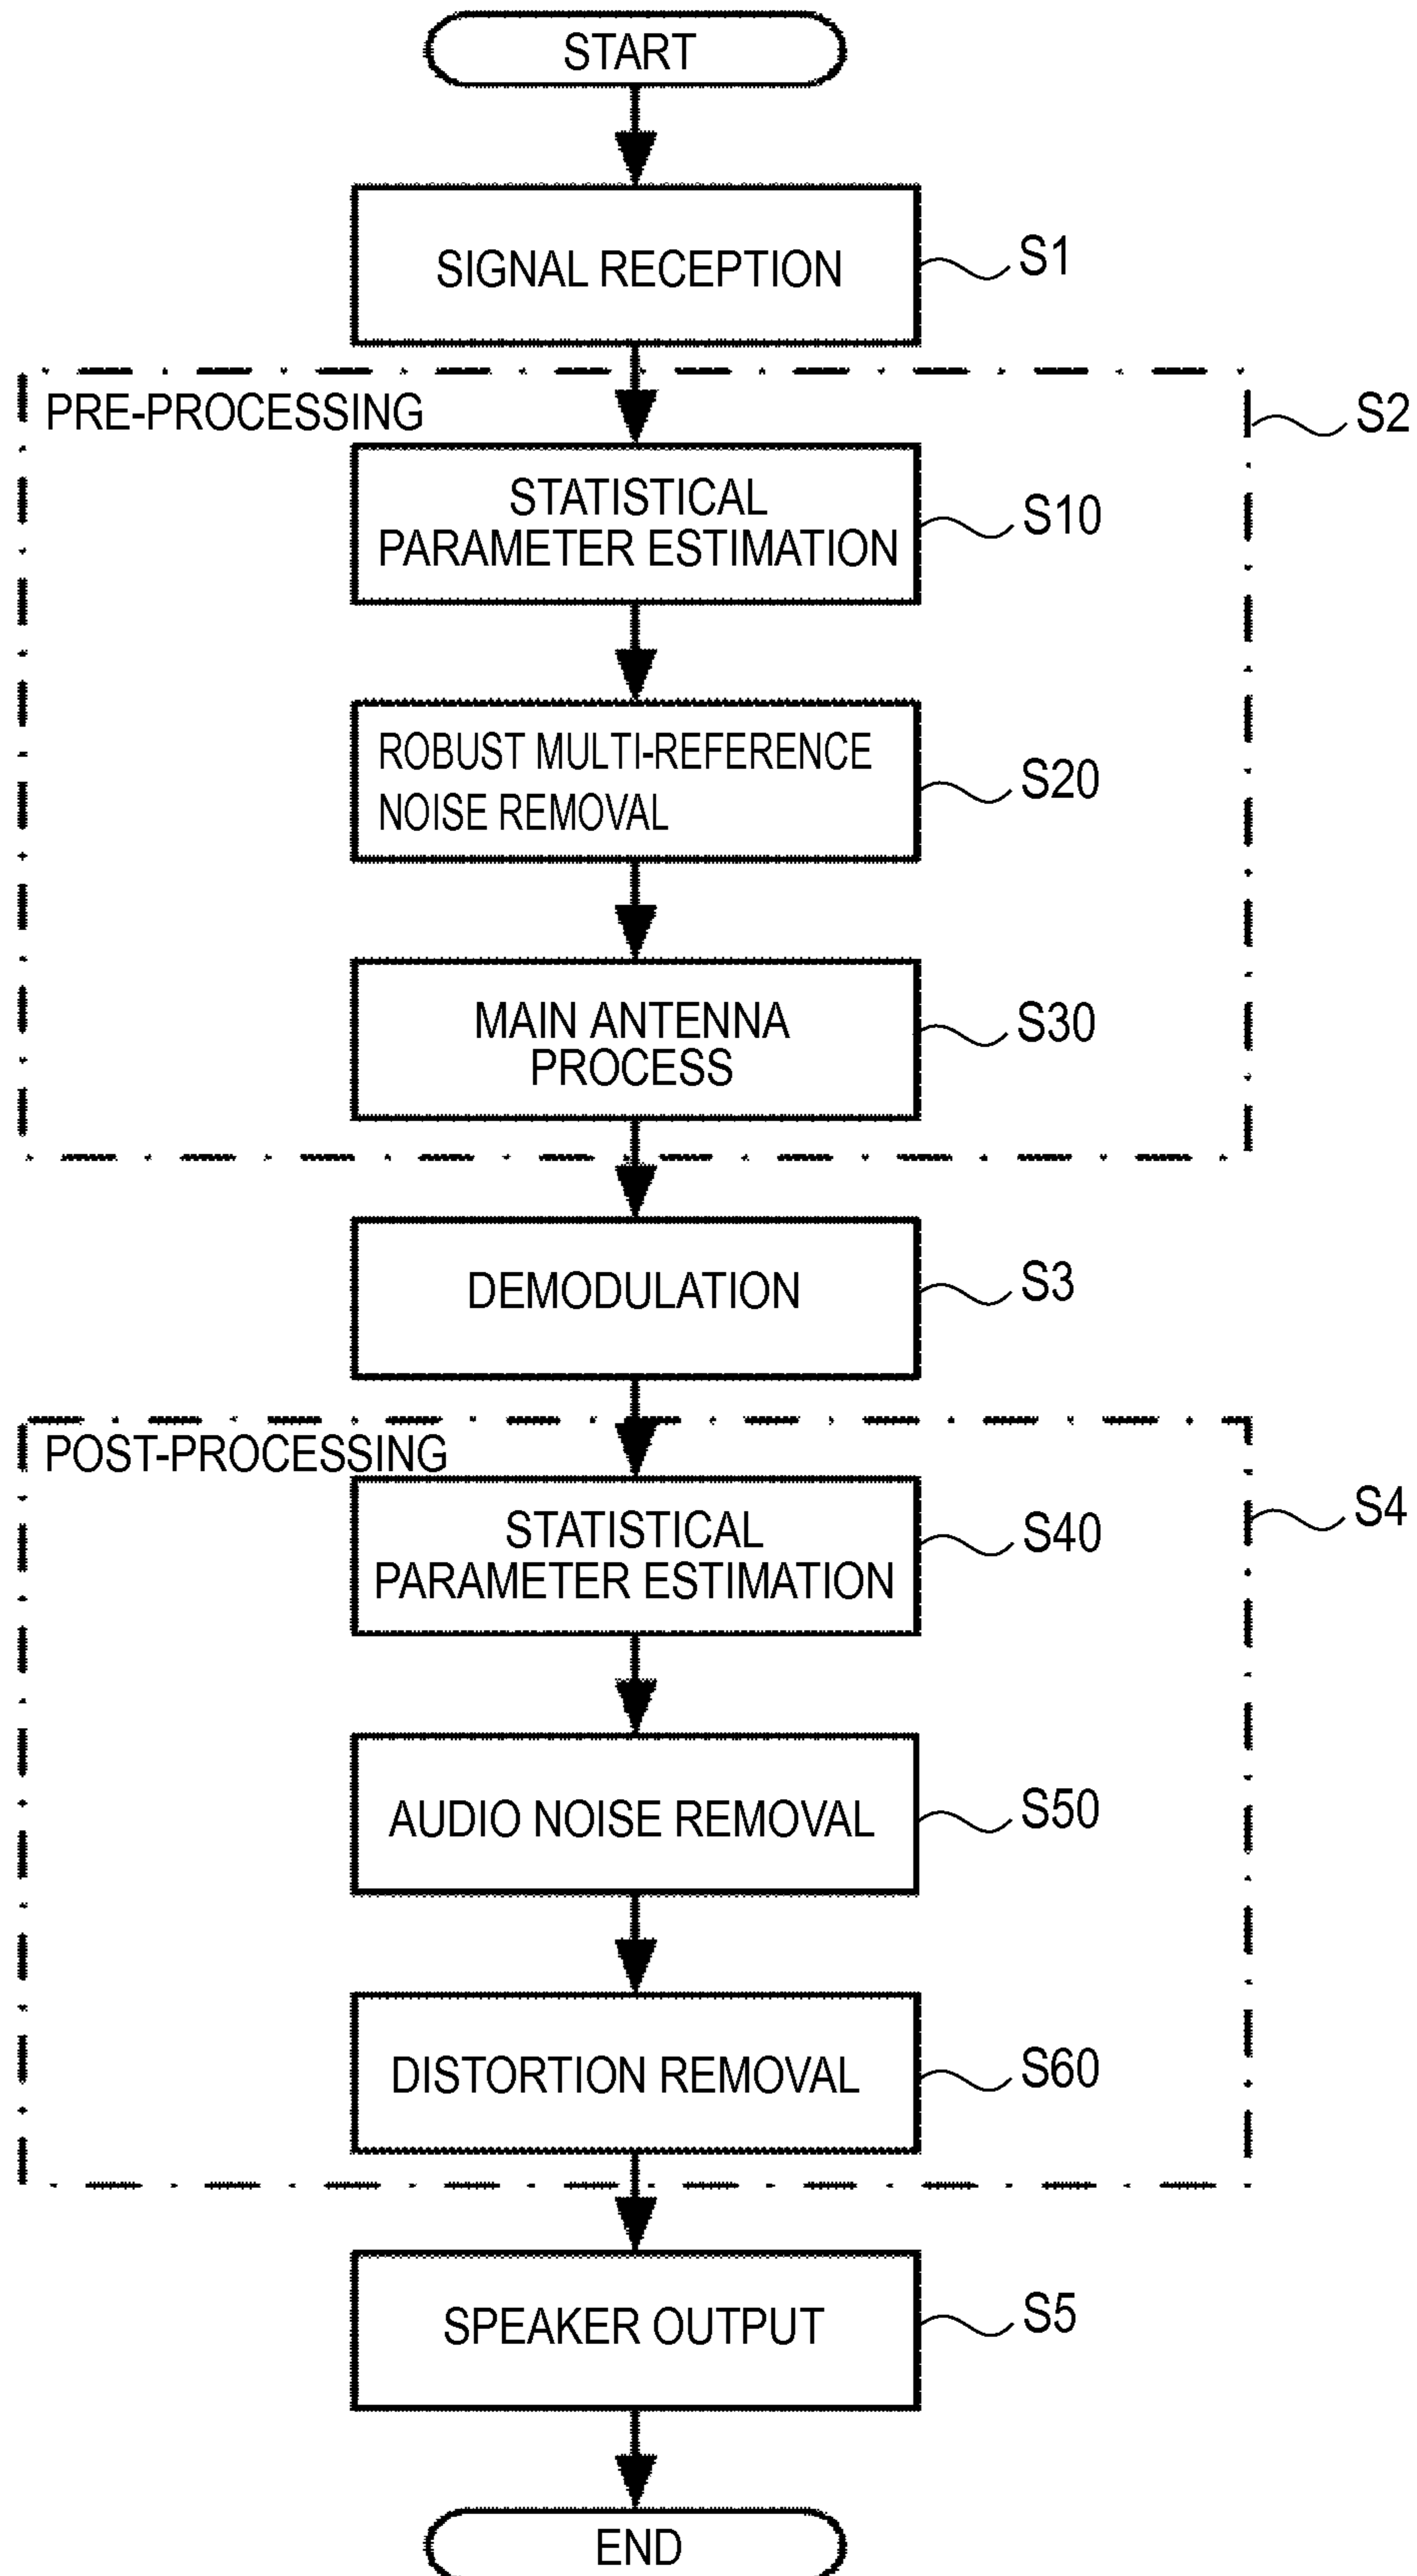 START
SIGNAL RECEPTION
S1
PRE-PROCESSING
S2
STATISTICAL
PARAMETER ESTIMATION
S10
ROBUST MULTI-REFERENCE
NOISE REMOVAL
S20
MAIN ANTENNA
PROCESS
S30
DEMODULATION
S3
POST-PROCESSING
S4
STATISTICAL
PARAMETER ESTIMATION
S40
AUDIO NOISE REMOVAL
S50
DISTORTION REMOVAL
S60
SPEAKER OUTPUT
S5
END